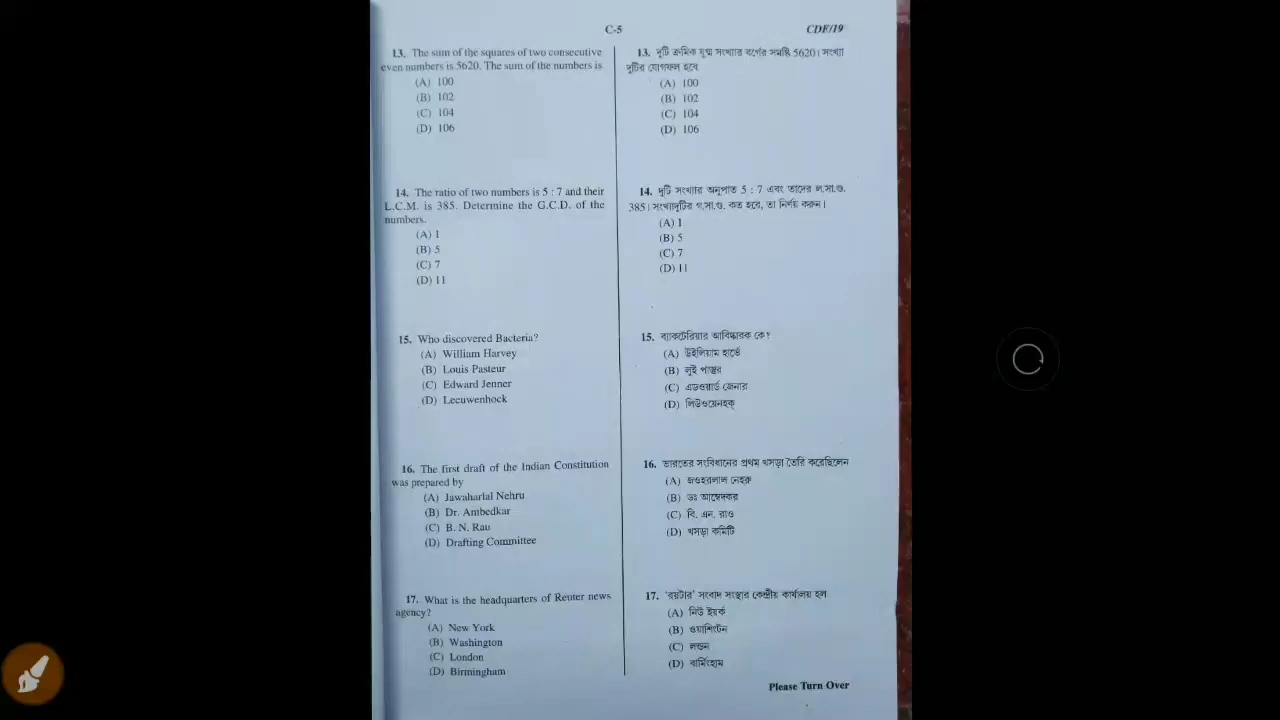 C-5
CDF/19
13. The sum of the squares of two consecutive
even numbers is 5620. The sum of the numbers is
(A) 100
(B) 102
(C) 104
(D) 106
14. The ratio of two numbers is 5 : 7 and their
L.C.M. is 385. Determine the G.C.D. of the
numbers.
(A) 1
(B) 5
(C) 7
(D) 11
15. Who discovered Bacteria?
(A) William Harvey
(B) Louis Pasteur
(C) Edward Jenner
(D) Leeuwenhock
16. The first draft of the Indian Constitution
was prepared by
(A) Jawaharlal Nehru
(B) Dr. Ambedkar
(C) B. N. Rau
(D) Drafting Committee
17. What is the headquarters of Reuter news
agency?
(A) New York
(B) Washington
(C) London
(D) Birmingham
13. দুটি ক্রমিক যুগ্ম সংখ্যার বর্গের সমষ্টি 5620। সংখ্যা
দুটির যোগফল হবে
(A) 100
(B) 102
(C) 104
(D) 106
14. দুটি সংখ্যার অনুপাত 5 : 7 এবং তাদের ল.সা.গু.
385। সংখ্যাদুটির গ.সা.গু. কত হবে, তা নির্ণয় করুন।
(A) 1
(B) 5
(C) 7
(D) 11
15. ব্যাকটেরিয়ার আবিষ্কারক কে?
(A) উইলিয়াম হার্ভে
(B) লুই পাস্তুর
(C) এডওয়ার্ড জেনার
(D) লিউওয়েনহক্
16. ভারতের সংবিধানের প্রথম খসড়া তৈরি করেছিলেন
(A) জওহরলাল নেহরু
(B) ডঃ আম্বেদকর
(C) বি. এন. রাও
(D) খসড়া কমিটি
17. 'রয়টার' সংবাদ সংস্থার কেন্দ্রীয় কার্যালয় হল
(A) নিউ ইয়র্ক
(B) ওয়াশিংটন
(C) লন্ডন
(D) বার্মিংহাম
Please Turn Over